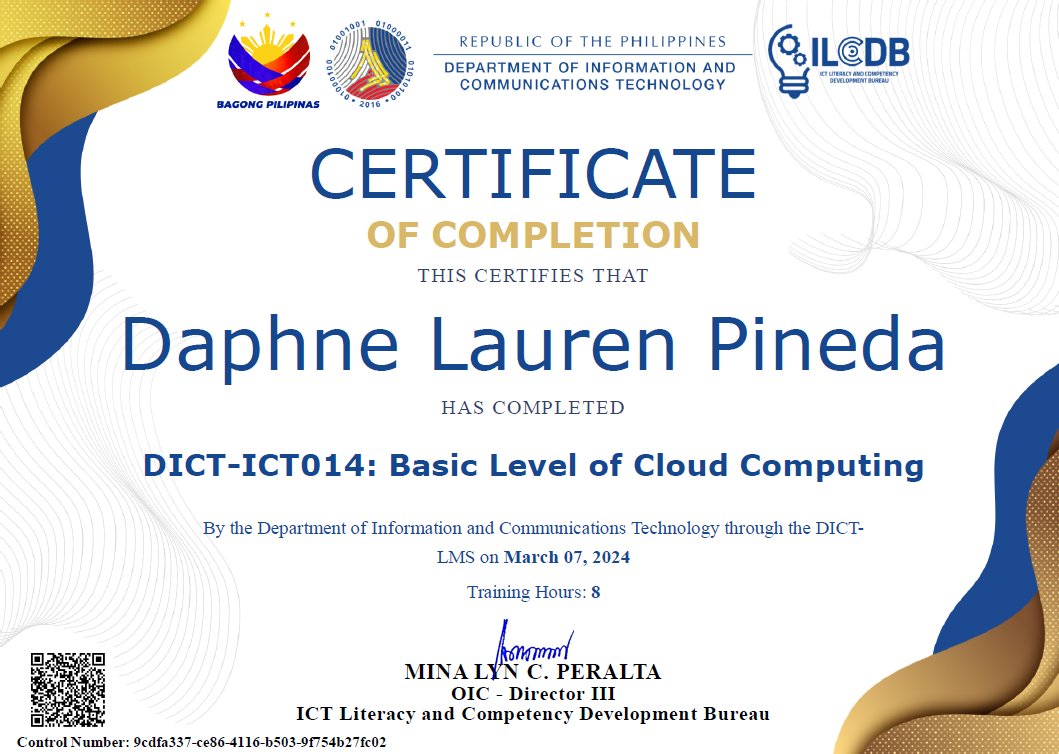 BAGONG PILIPINAS
01001001 01000011 01010100 01000100
2016
REPUBLIC OF THE PHILIPPINES
DEPARTMENT OF INFORMATION AND
COMMUNICATIONS TECHNOLOGY
ILCDB
ICT LITERACY AND COMPETENCY
DEVELOPMENT BUREAU
CERTIFICATE
OF COMPLETION
THIS CERTIFIES THAT
Daphne Lauren Pineda
HAS COMPLETED
DICT-ICT014: Basic Level of Cloud Computing
By the Department of Information and Communications Technology through the DICT-
LMS on March 07, 2024
Training Hours: 8
MINA LYN C. PERALTA
OIC - Director III
ICT Literacy and Competency Development Bureau
Control Number: 9cdfa337-ce86-4116-b503-9f754b27fc02